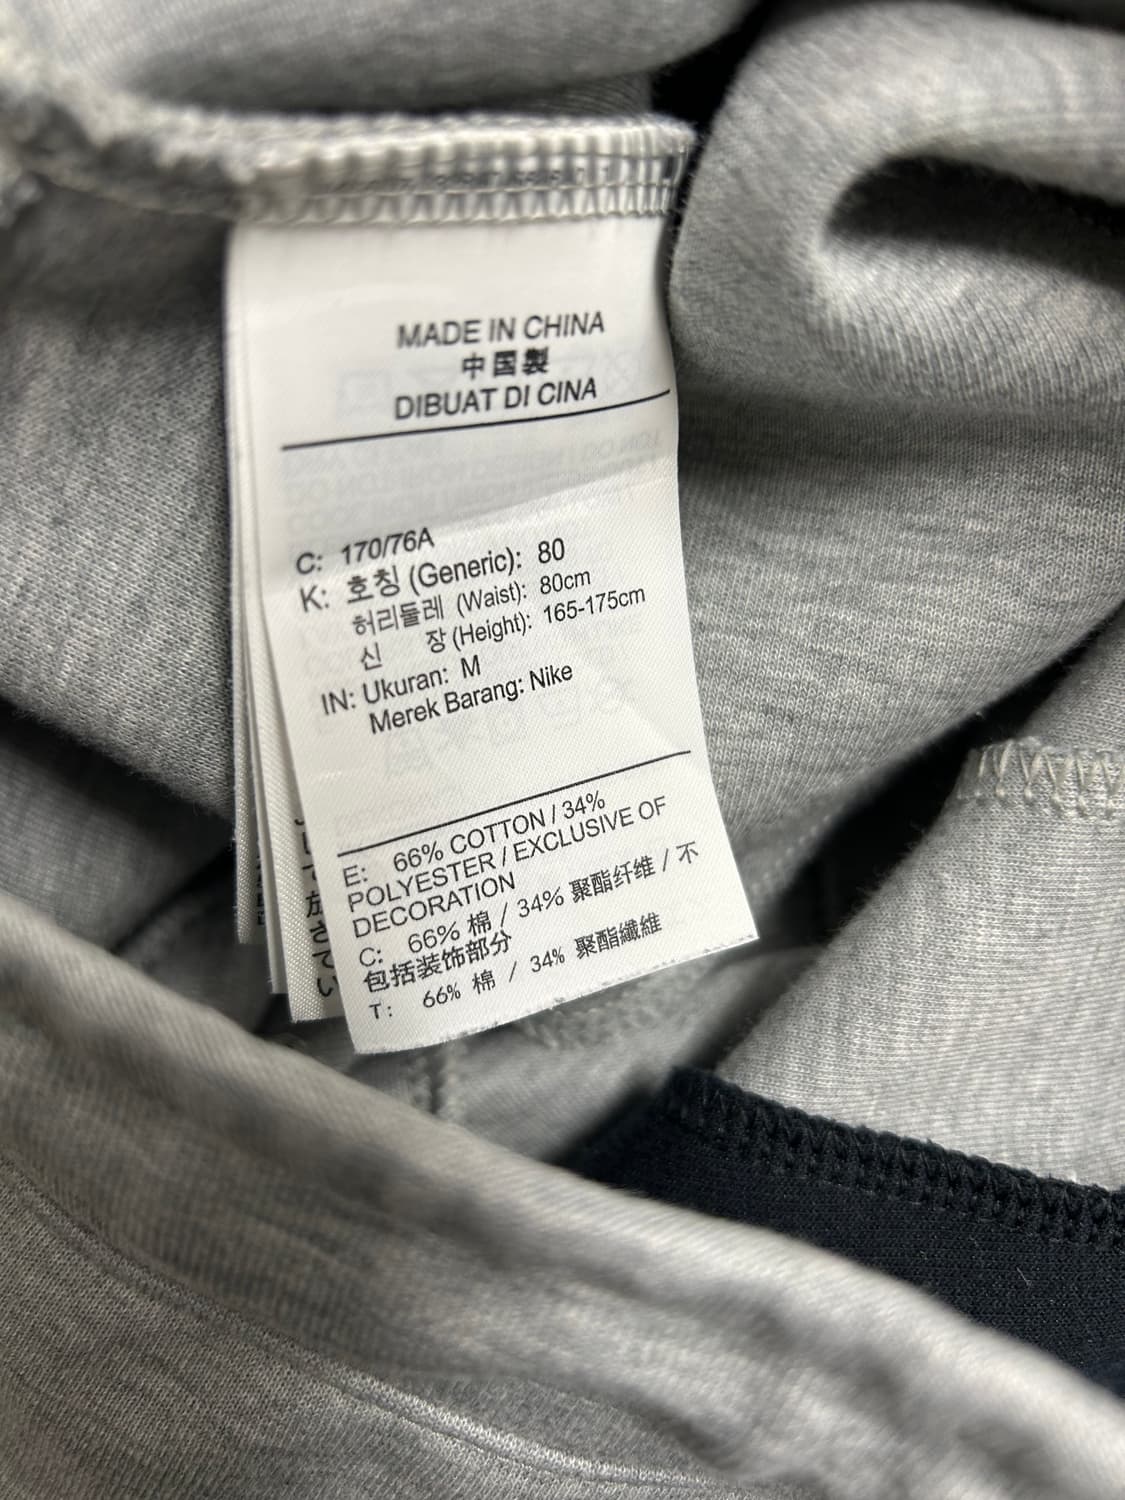 MADE IN CHINA
中国製
DIBUAT DI CINA
C: 170/76A
K: 호칭 (Generic): 80
허리둘레 (Waist): 80cm
신 장 (Height): 165-175cm
IN: Ukuran: M
Merek Barang: Nike
E: 66% COTTON / 34%
POLYESTER / EXCLUSIVE OF
DECORATION
C: 66% 棉 / 34% 聚酯纤维 / 不
包括装饰部分
T: 66% 棉 / 34% 聚酯纖維